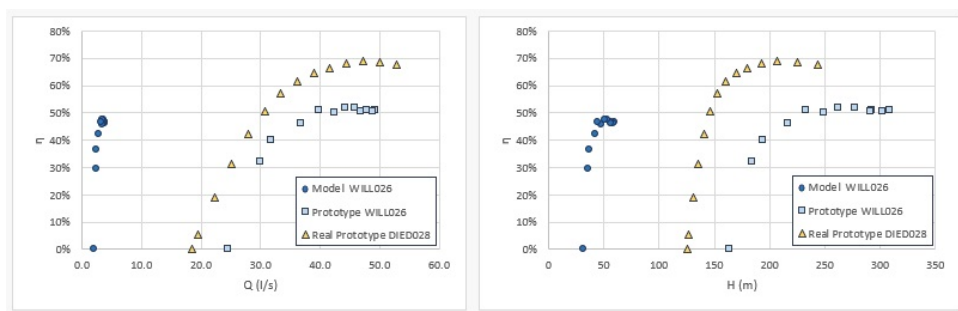 80%
70%
60%
50%
40%
30%
20%
10%
0%
η
0.0 10.0 20.0 30.0 40.0 50.0 60.0
Q (l/s)
Model WILL026
Prototype WILL026
Real Prototype DIED028
80%
70%
60%
50%
40%
30%
20%
10%
0%
η
0 50 100 150 200 250 300 350
H (m)
Model WILL026
Prototype WILL026
Real Prototype DIED028